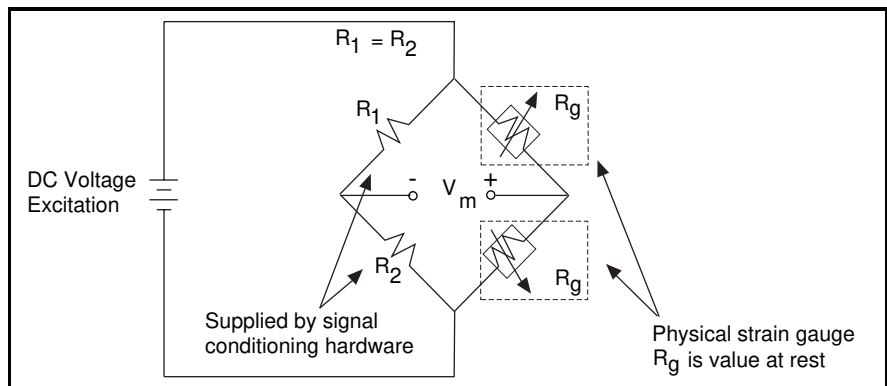 R1 = R2
R1
Rg
DC Voltage
Excitation
- Vm +
R2
Rg
Supplied by signal
conditioning hardware
Physical strain gauge
Rg is value at rest